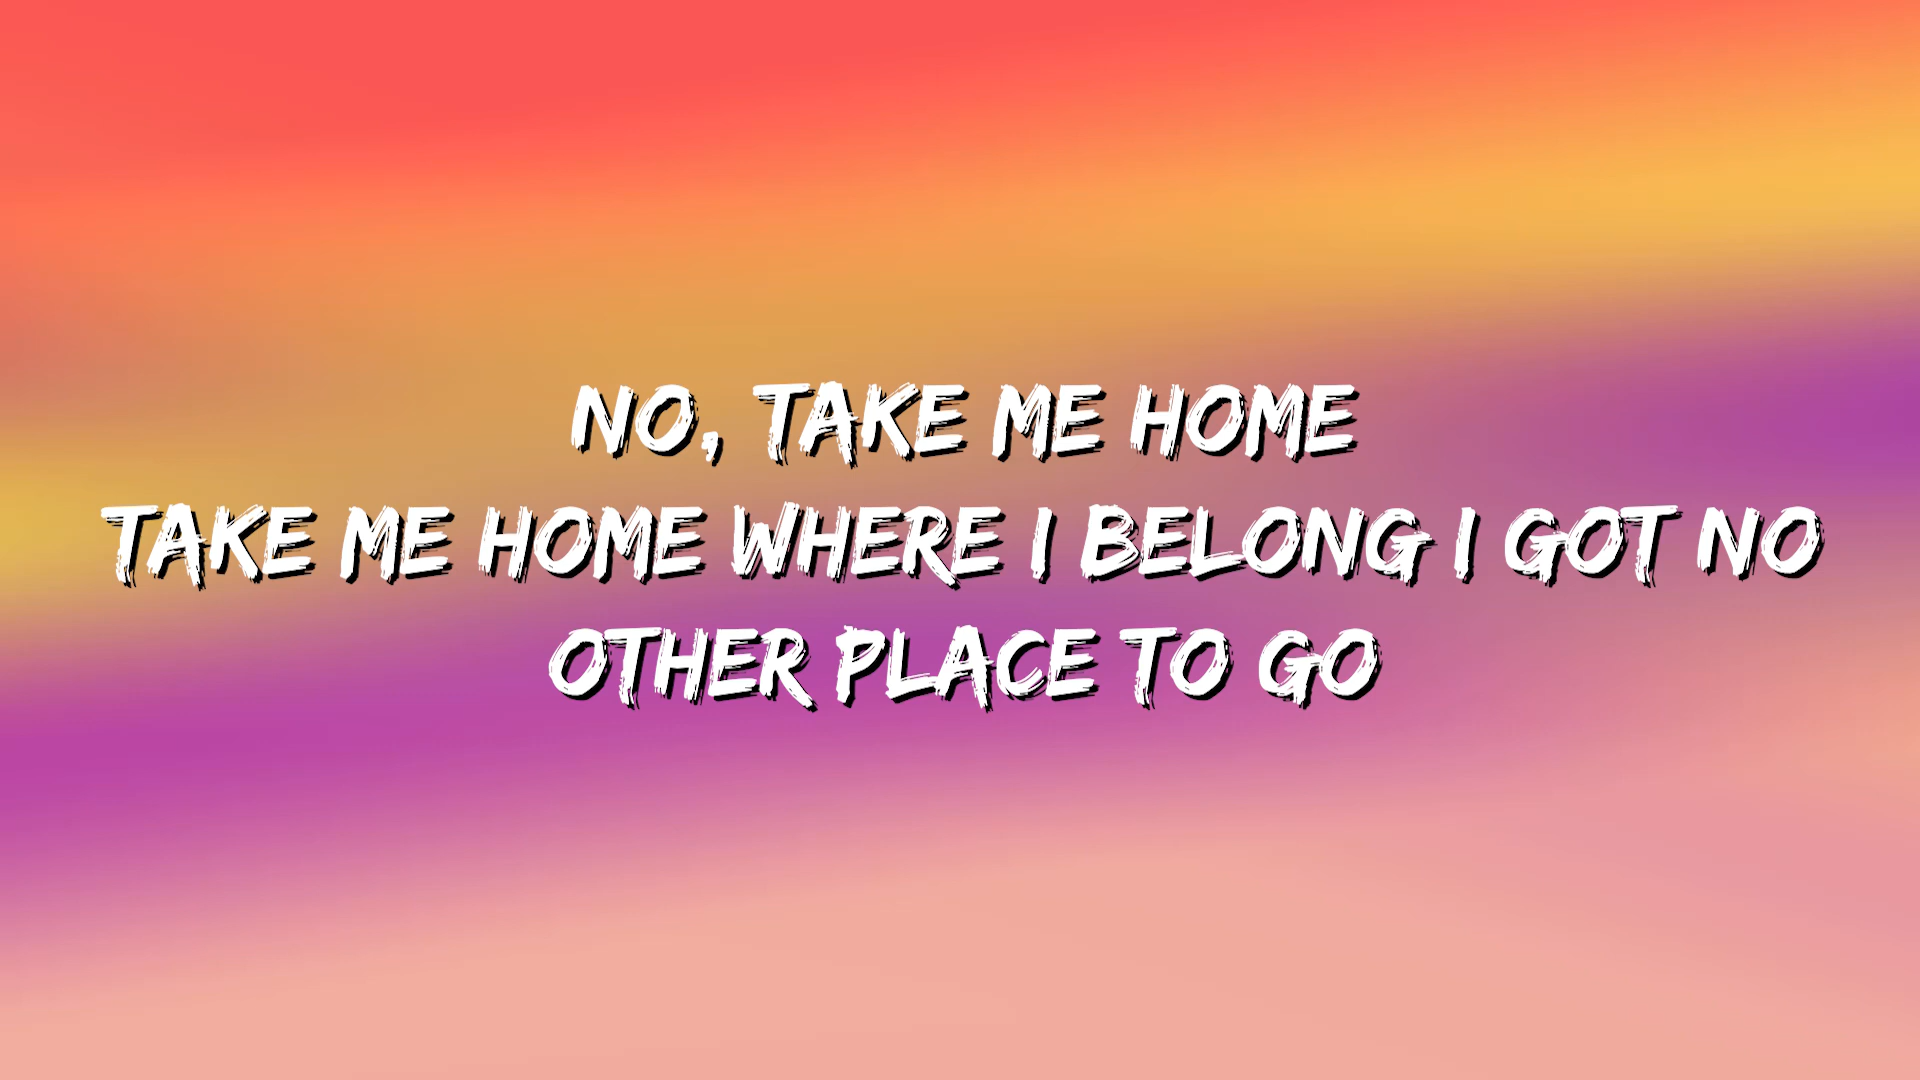 NO, TAKE ME HOME
TAKE ME HOME WHERE I BELONG I GOT NO
OTHER PLACE TO GO